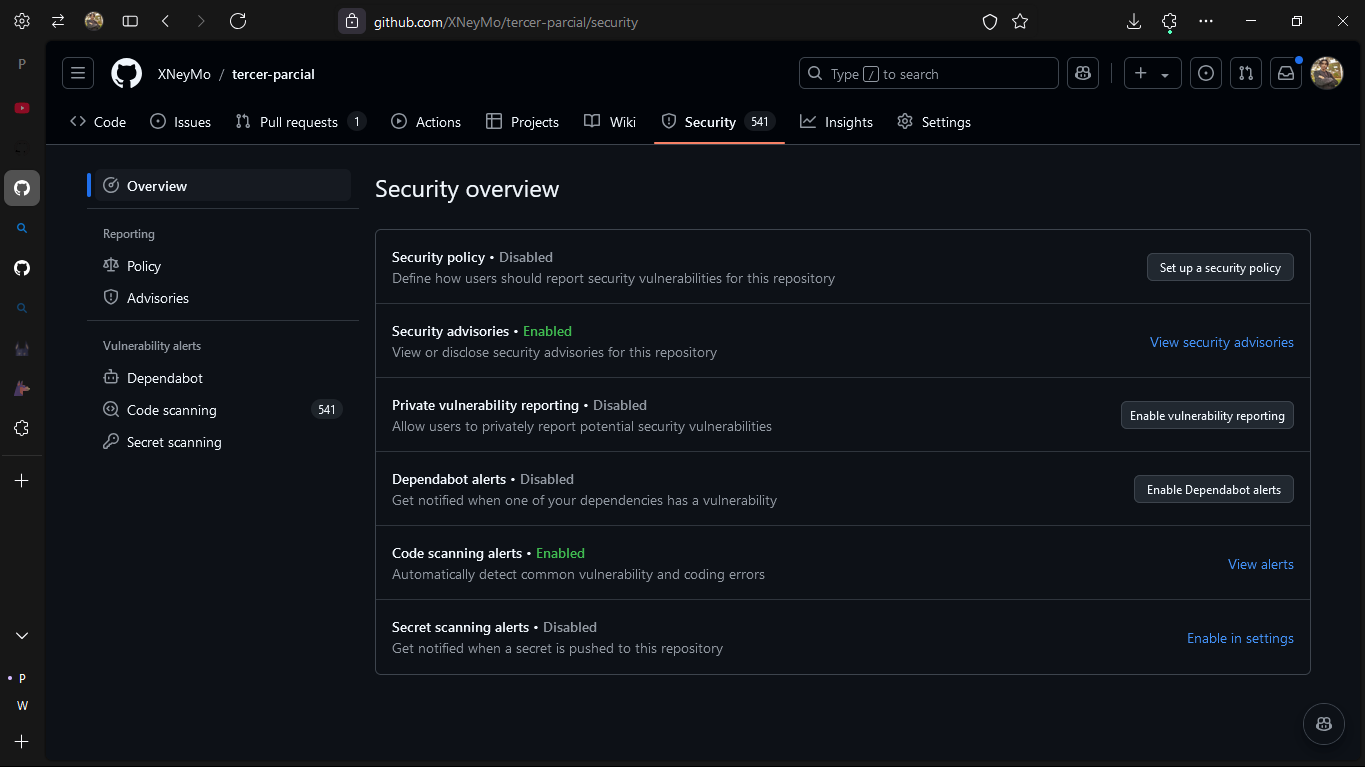 github.com/XNeyMo/tercer-parcial/security
P
XNeyMo / tercer-parcial
Type / to search
Code
Issues
Pull requests 1
Actions
Projects
Wiki
Security 541
Insights
Settings
Overview
Reporting
Policy
Advisories
Vulnerability alerts
Dependabot
Code scanning 541
Secret scanning
Security overview
Security policy • Disabled
Define how users should report security vulnerabilities for this repository
Set up a security policy
Security advisories • Enabled
View or disclose security advisories for this repository
View security advisories
Private vulnerability reporting • Disabled
Allow users to privately report potential security vulnerabilities
Enable vulnerability reporting
Dependabot alerts • Disabled
Get notified when one of your dependencies has a vulnerability
Enable Dependabot alerts
Code scanning alerts • Enabled
Automatically detect common vulnerability and coding errors
View alerts
Secret scanning alerts • Disabled
Get notified when a secret is pushed to this repository
Enable in settings
P
W